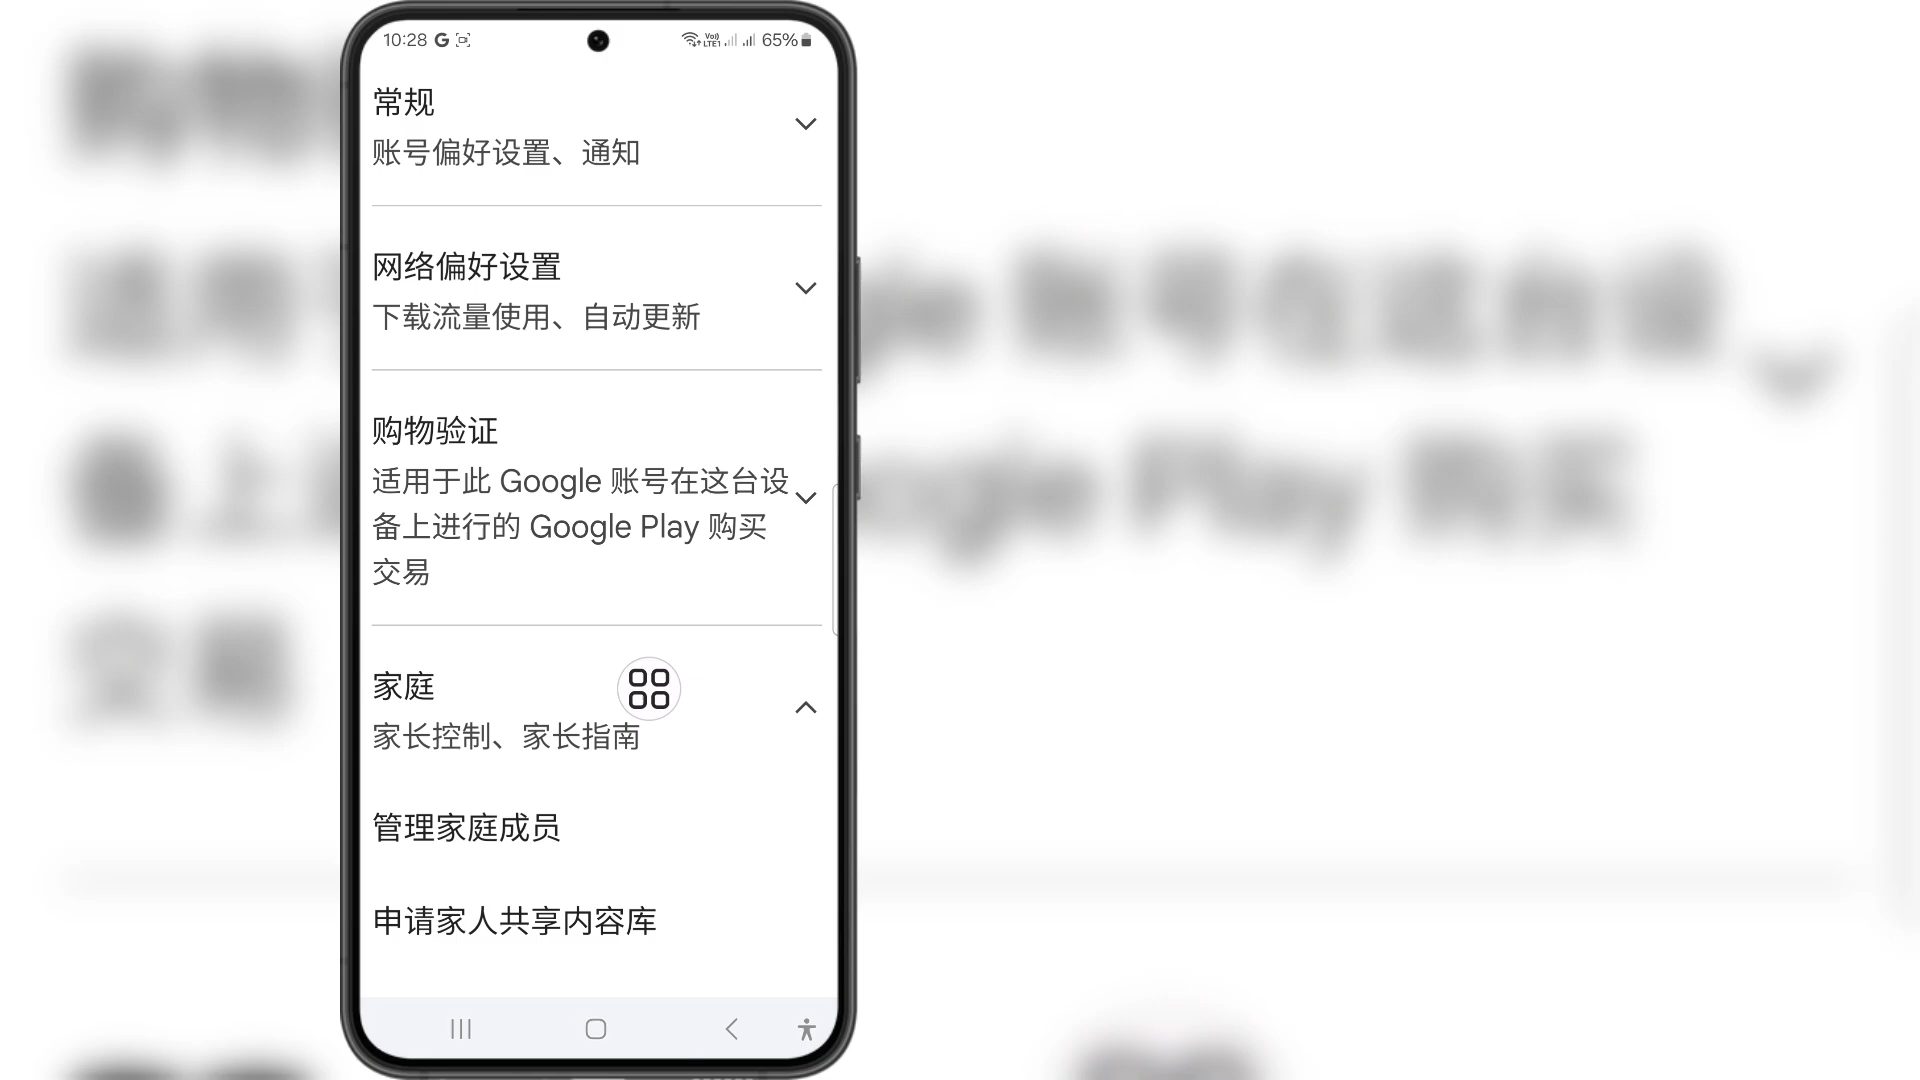 10:28 G 65%
常规
账号偏好设置、通知
网络偏好设置
下载流量使用、自动更新
购物验证
适用于此 Google 账号在这台设
备上进行的 Google Play 购买
交易
家庭
家长控制、家长指南
管理家庭成员
申请家人共享内容库